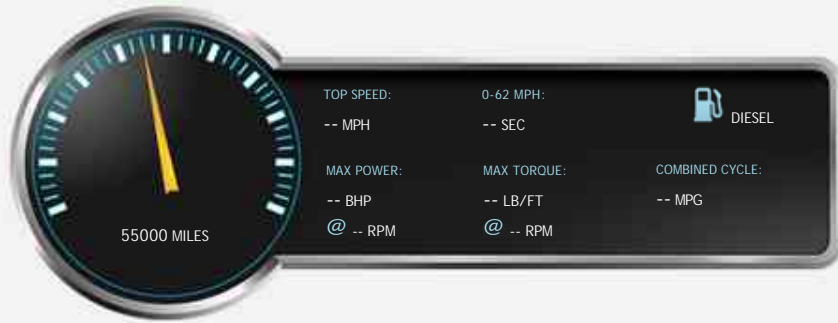 TOP SPEED:
-- MPH
0-62 MPH:
-- SEC
DIESEL
MAX POWER:
-- BHP
@ -- RPM
MAX TORQUE:
-- LB/FT
@ -- RPM
COMBINED CYCLE:
-- MPG
55000 MILES